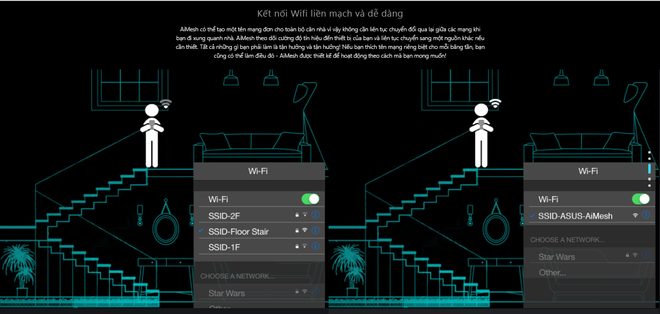 Kết nối Wifi liền mạch và dễ dàng
AiMesh có thể tạo một tên mạng đơn cho toàn bộ căn nhà vì vậy không cần liên tục chuyển đổi qua lại giữa các mạng khi
bạn đi xung quanh nhà. AiMesh theo dõi cường độ tín hiệu đến thiết bị của bạn và liên tục chuyển sang một nguồn khác nếu
cần thiết. Tất cả những gì bạn phải làm là tận hưởng và tận hưởng! Nếu bạn thích tên mạng riêng biệt cho mỗi băng tần, bạn
cũng có thể làm điều đó - AiMesh được thiết kế để hoạt động theo cách mà bạn mong muốn!
Wi-Fi
Wi-Fi
SSID-2F
SSID-Floor Stair
SSID-1F
CHOOSE A NETWORK...
Star Wars
Other...
Wi-Fi
Wi-Fi
SSID-ASUS-AiMesh
CHOOSE A NETWORK...
Star Wars
Other...